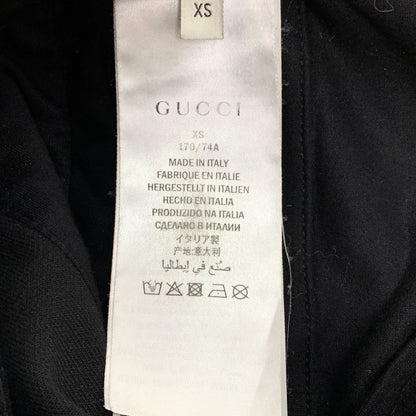 XS
GUCCI
XS
170/74A
MADE IN ITALY
FABRIQUE EN ITALIE
HERGESTELLT IN ITALIEN
HECHO EN ITALIA
PRODUZIDO NA ITALIA
СДЕЛАНО В ИТАЛИИ
イタリア製
产地:意大利
صنع في إيطاليا